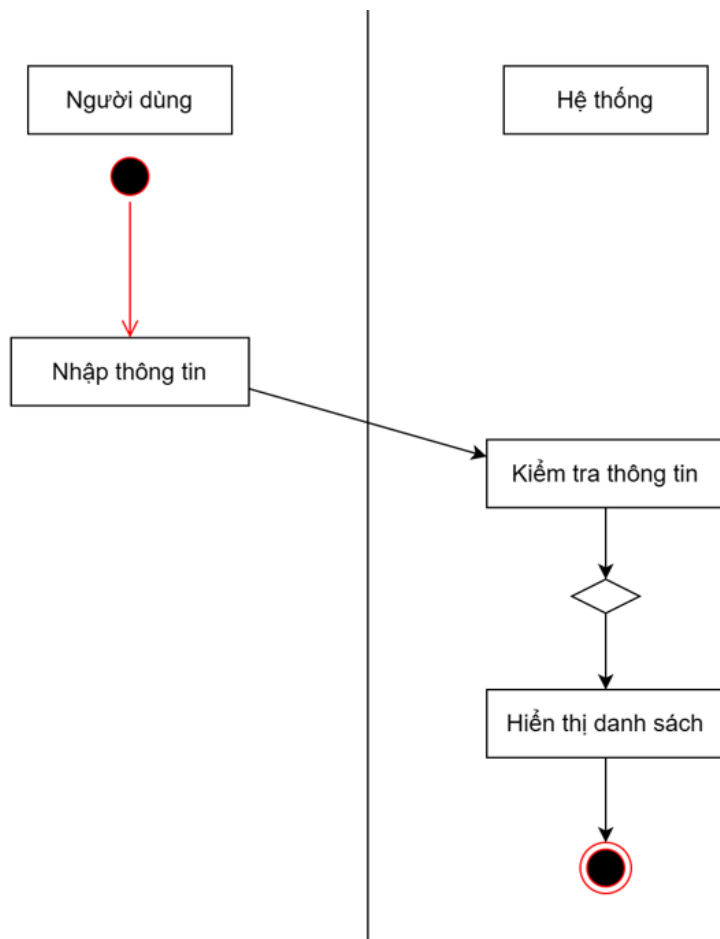 Người dùng
Hệ thống
Nhập thông tin
Kiểm tra thông tin
Hiển thị danh sách